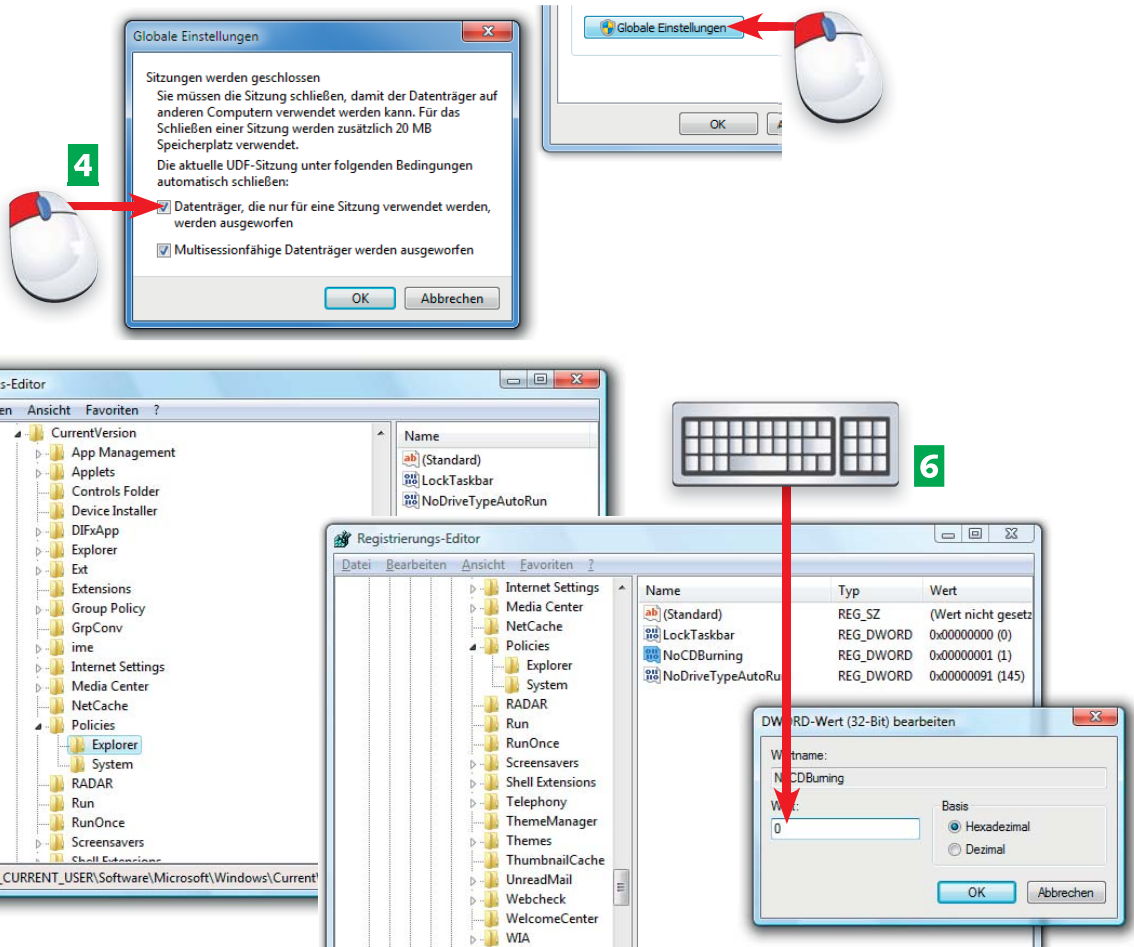 Globale Einstellungen
Sitzungen werden geschlossen
Sie müssen die Sitzung schließen, damit der Datenträger auf
anderen Computern verwendet werden kann. Für das
Schließen einer Sitzung werden zusätzlich 20 MB
Speicherplatz verwendet.
Die aktuelle UDF-Sitzung unter folgenden Bedingungen
automatisch schließen:
Datenträger, die nur für eine Sitzung verwendet werden,
werden ausgeworfen
Multisessionfähige Datenträger werden ausgeworfen
OK Abbrechen
4
Globale Einstellungen
OK
s-Editor
en Ansicht Favoriten ?
CurrentVersion
App Management
Applets
Controls Folder
Device Installer
DIFxApp
Explorer
Ext
Extensions
Group Policy
GrpConv
ime
Internet Settings
Media Center
NetCache
Policies
Explorer
System
RADAR
Run
RunOnce
Screensavers
Shell Extensions
_CURRENT_USER\Software\Microsoft\Windows\Current
Name
(Standard)
LockTaskbar
NoDriveTypeAutoRun
6
Registrierungs-Editor
Datei Bearbeiten Ansicht Favoriten ?
Internet Settings
Media Center
NetCache
Policies
Explorer
System
RADAR
Run
RunOnce
Screensavers
Shell Extensions
Telephony
ThemeManager
Themes
ThumbnailCache
UnreadMail
Webcheck
WelcomeCenter
WIA
Name Typ Wert
(Standard) REG_SZ (Wert nicht gesetz
LockTaskbar REG_DWORD 0x00000000 (0)
NoCDBurning REG_DWORD 0x00000001 (1)
NoDriveTypeAutoRu REG_DWORD 0x00000091 (145)
DWORD-Wert (32-Bit) bearbeiten
Wertname:
NoCDBurning
Wert:
0
Basis
Hexadezimal
Dezimal
OK Abbrechen